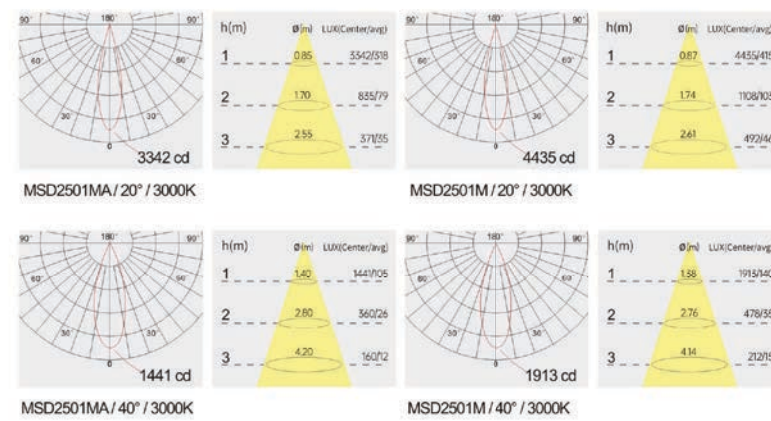 90° 180° 90°
60° 60°
30 30
0
3342 cd
h(m) Ø(m) LUX(Center/avg)
1 0.85 3342/318
2 1.70 835/79
3 2.55 371/35
MSD2501MA / 20° / 3000K
90° 180° 90°
60° 60°
30 30
0
4435 cd
h(m) Ø(m) LUX(Center/avg)
1 0.87
2 1.74
3 2.61
MSD2501M / 20° / 3000K
90° 180° 90°
60° 60°
30 30
0
1441 cd
h(m) Ø(m) LUX(Center/avg)
1 1.40 1441/105
2 2.80 360/26
3 4.20 160/12
MSD2501MA / 40° / 3000K
90° 180° 90°
60° 60°
30 30
0
1913 cd
h(m) Ø(m) LUX(Center/avg)
1 1.38 1913/140
2 2.76
3 4.14
MSD2501M / 40° / 3000K